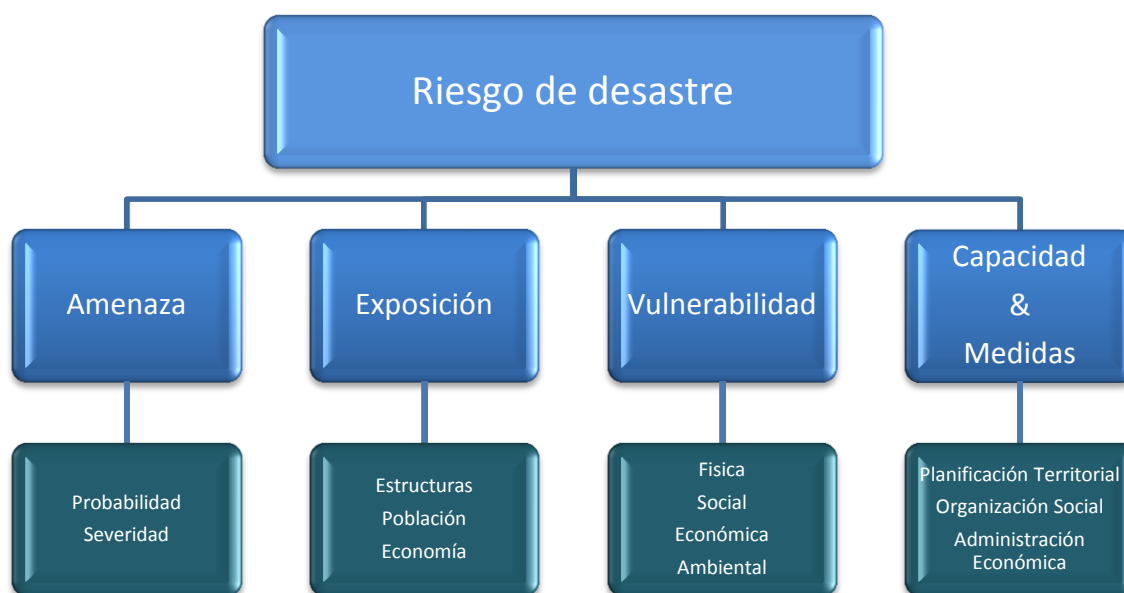 Riesgo de desastre
Amenaza
Exposición
Vulnerabilidad
Capacidad
&
Medidas
Probabilidad
Severidad
Estructuras
Población
Economía
Fisica
Social
Económica
Ambiental
Planificación Territorial
Organización Social
Administración
Económica